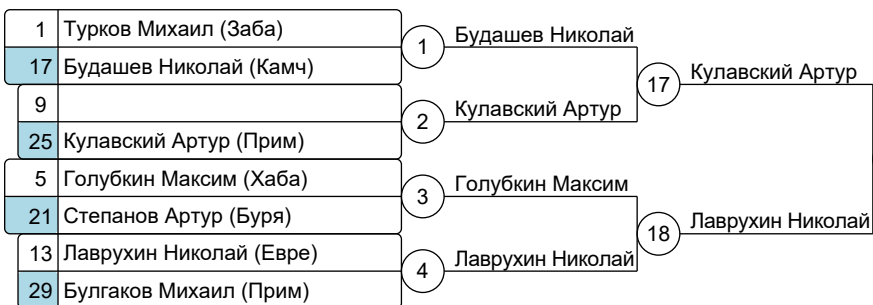 1 Турков Михаил (Заба)
17 Будашев Николай (Камч)
9
25 Кулавский Артур (Прим)
5 Голубкин Максим (Хаба)
21 Степанов Артур (Буря)
13 Лаврухин Николай (Евре)
29 Булгаков Михаил (Прим)
1 Будашев Николай
2 Кулавский Артур
3 Голубкин Максим
4 Лаврухин Николай
17 Кулавский Артур
18 Лаврухин Николай